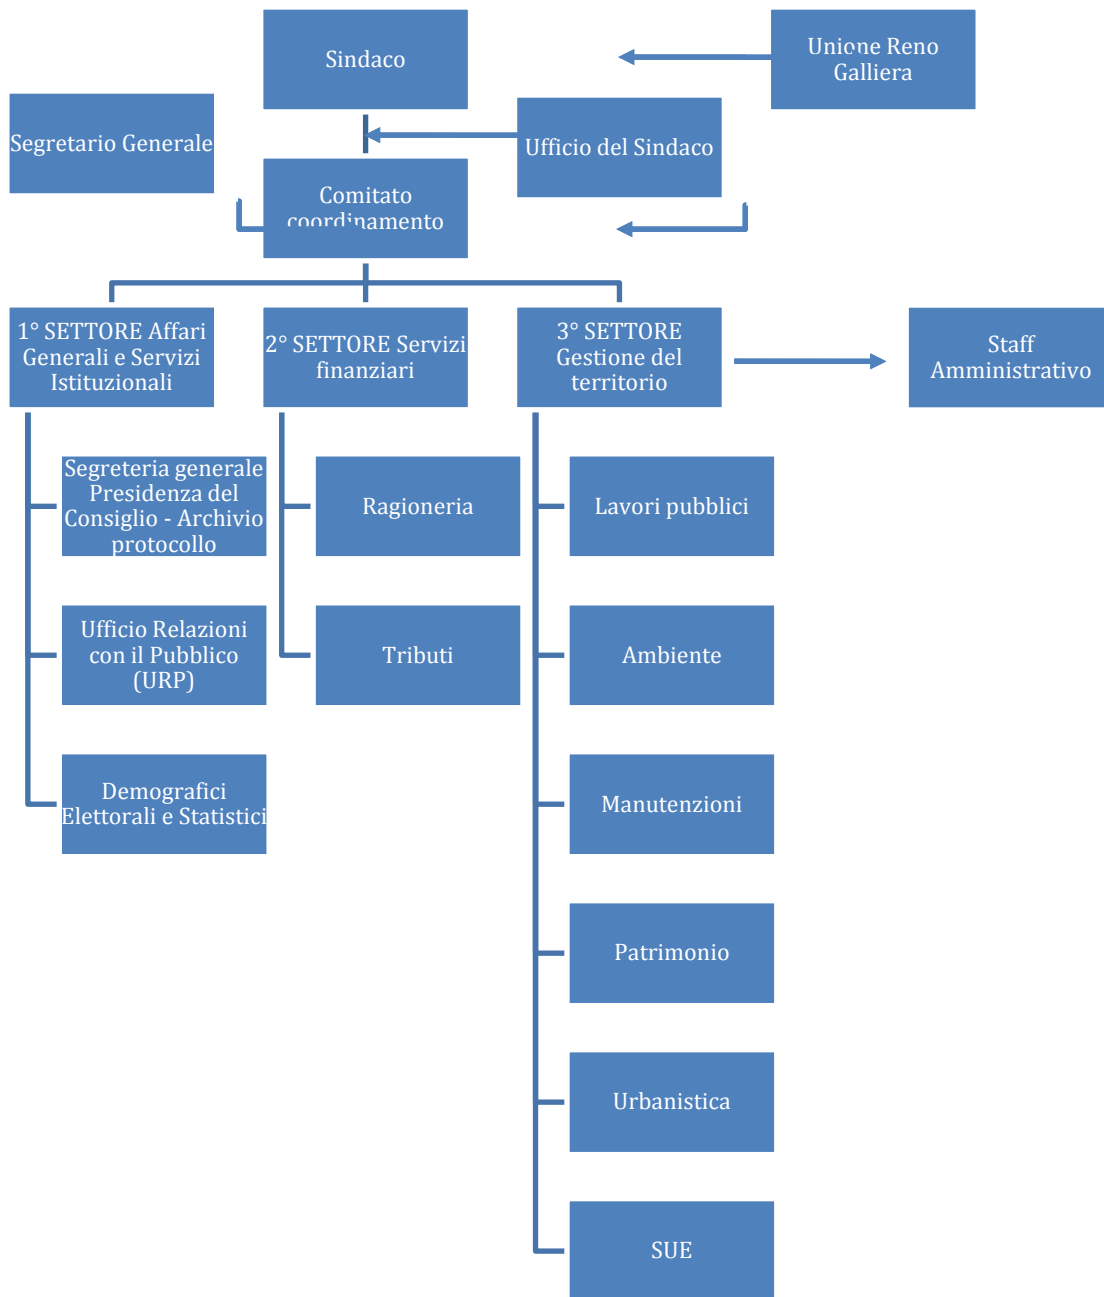 Sindaco
Unione Reno
Galliera
Segretario Generale
Ufficio del Sindaco
Comitato
coordinamento
1° SETTORE Affari
Generali e Servizi
Istituzionali
2° SETTORE Servizi
finanziari
3° SETTORE
Gestione del
territorio
Staff
Amministrativo
Segreteria generale
Presidenza del
Consiglio - Archivio
protocollo
Ragioneria
Lavori pubblici
Ufficio Relazioni
con il Pubblico
(URP)
Tributi
Ambiente
Demografici
Elettorali e Statistici
Manutenzioni
Patrimonio
Urbanistica
SUE